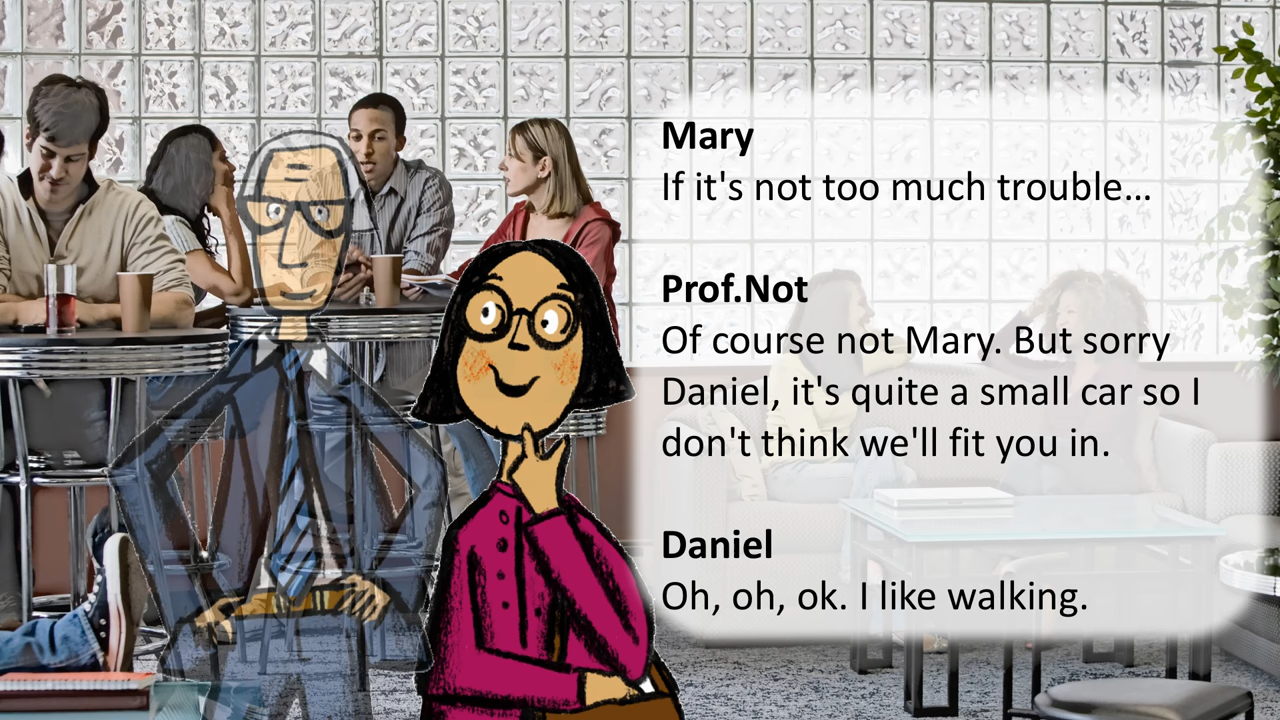 Mary
If it's not too much trouble…
Prof.Not
Of course not Mary. But sorry
Daniel, it's quite a small car so I
don't think we'll fit you in.
Daniel
Oh, oh, ok. I like walking.